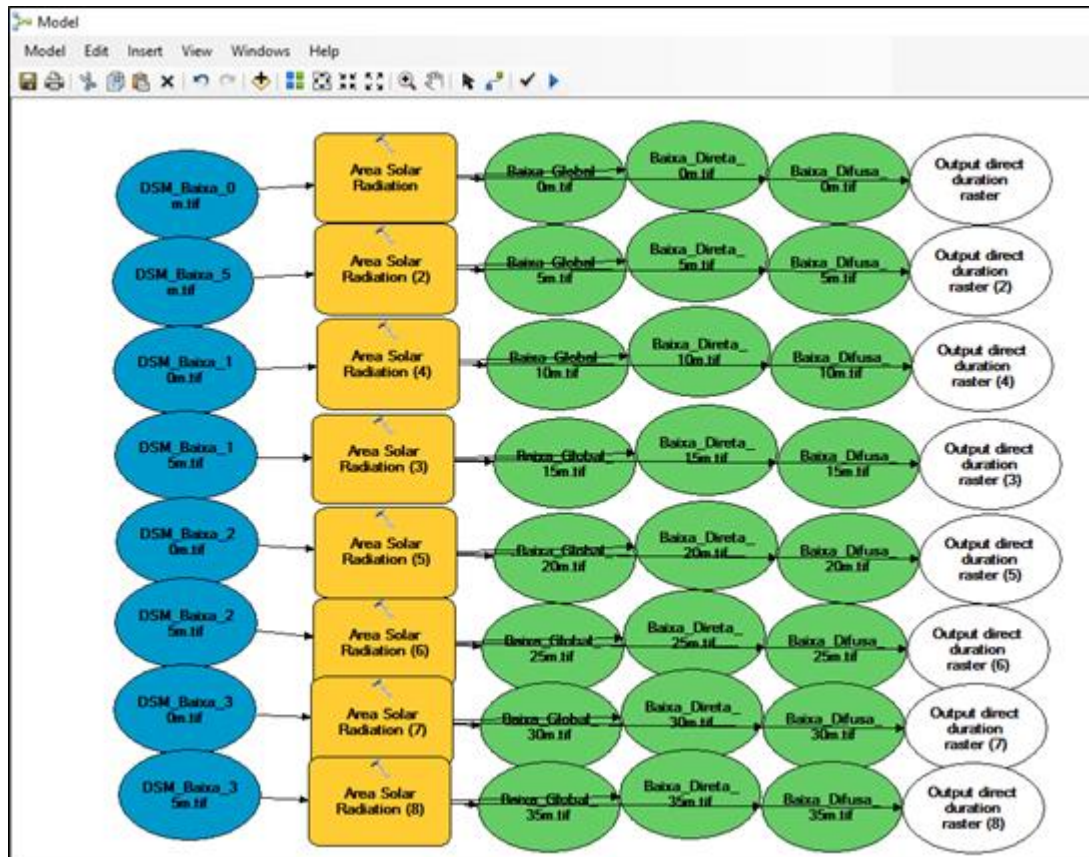 Model
Model Edit Insert View Windows Help
DSM_Baixa_0
m.tif
Area Solar
Radiation
Baixa_Global_
0m.tif
Baixa_Direta_
0m.tif
Baixa_Difusa_
0m.tif
Output direct
duration
raster
DSM_Baixa_5
m.tif
Area Solar
Radiation (2)
Baixa_Global_
5m.tif
Baixa_Direta_
5m.tif
Baixa_Difusa_
5m.tif
Output direct
duration
raster (2)
DSM_Baixa_1
0m.tif
Area Solar
Radiation (4)
Baixa_Global_
10m.tif
Baixa_Direta_
10m.tif
Baixa_Difusa_
10m.tif
Output direct
duration
raster (4)
DSM_Baixa_1
5m.tif
Area Solar
Radiation (3)
Baixa_Global_
15m.tif
Baixa_Direta_
15m.tif
Baixa_Difusa_
15m.tif
Output direct
duration
raster (3)
DSM_Baixa_2
0m.tif
Area Solar
Radiation (5)
Baixa_Global_
20m.tif
Baixa_Direta_
20m.tif
Baixa_Difusa_
20m.tif
Output direct
duration
raster (5)
DSM_Baixa_2
5m.tif
Area Solar
Radiation (6)
Baixa_Global_
25m.tif
Baixa_Direta_
25m.tif
Baixa_Difusa_
25m.tif
Output direct
duration
raster (6)
DSM_Baixa_3
0m.tif
Area Solar
Radiation (7)
Baixa_Global_
30m.tif
Baixa_Direta_
30m.tif
Baixa_Difusa_
30m.tif
Output direct
duration
raster (7)
DSM_Baixa_3
5m.tif
Area Solar
Radiation (8)
Baixa_Global_
35m.tif
Baixa_Direta_
35m.tif
Baixa_Difusa_
35m.tif
Output direct
duration
raster (8)